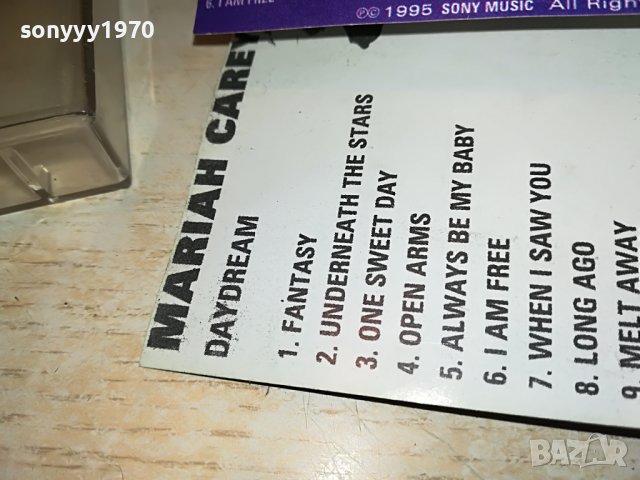 sonyyy1970
6. I AM FREE
℗© 1995 SONY MUSIC All Righ
MARIAH CAREY
DAYDREAM
1. FANTASY
2. UNDERNEATH THE STARS
3. ONE SWEET DAY
4. OPEN ARMS
5. ALWAYS BE MY BABY
6. I AM FREE
7. WHEN I SAW YOU
8. LONG AGO
9. MELT AWAY
BAZAR